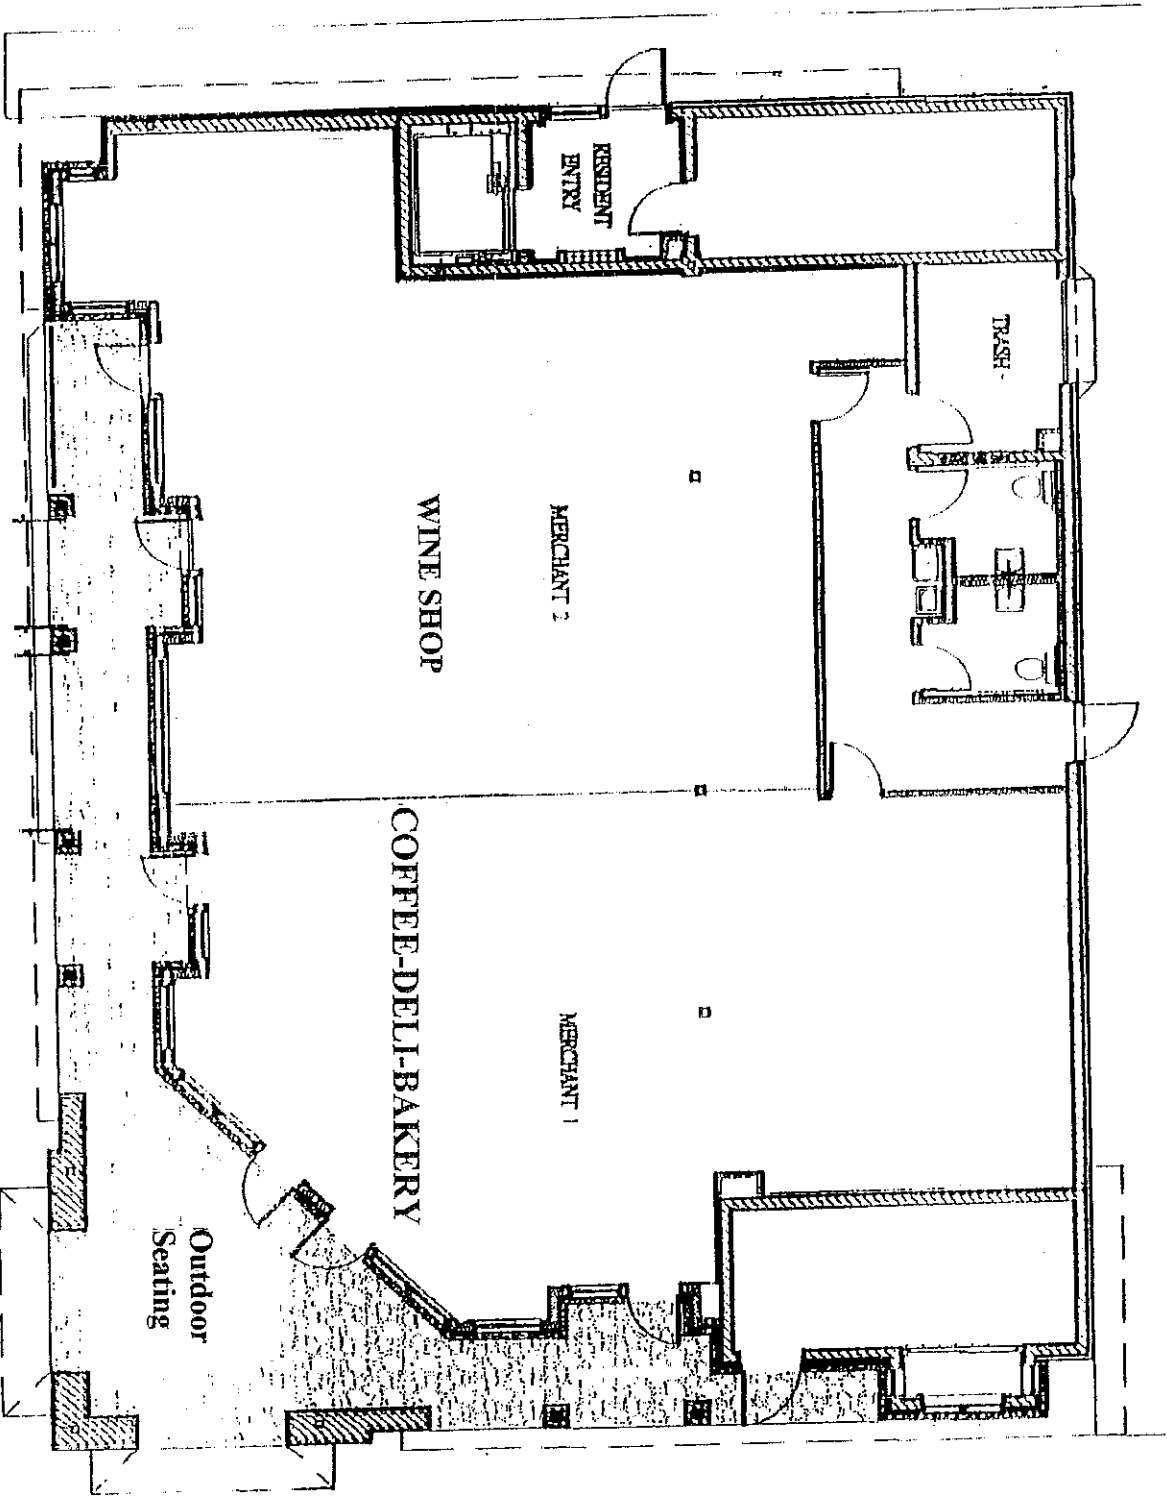 RESIDENT
ENTRY
TRASH
MERCHANT 2
WINE SHOP
MERCHANT 1
COFFEE-DELI-BAKERY
Outdoor
Seating